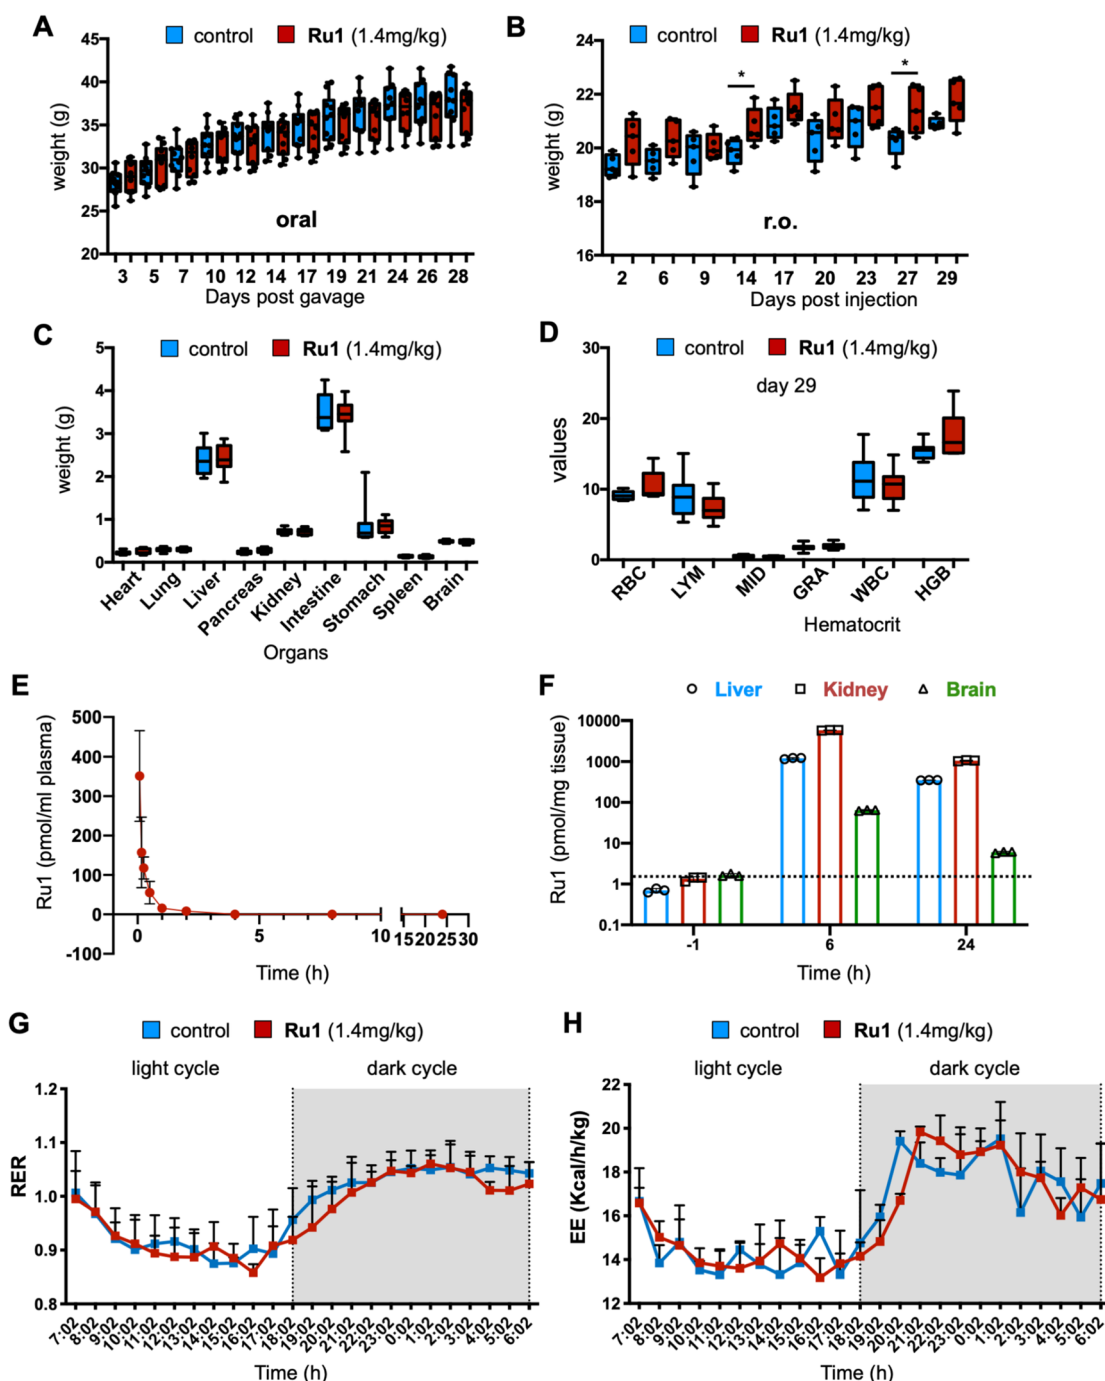 A
control Ru1 (1.4mg/kg)
weight (g)
45
40
35
30
25
20
oral
3 5 7 10 12 14 17 19 21 24 26 28
Days post gavage
B
control Ru1 (1.4mg/kg)
weight (g)
24
22
20
18
16
* *
r.o.
2 6 9 14 17 20 23 27 29
Days post injection
C
control Ru1 (1.4mg/kg)
weight (g)
5
4
3
2
1
0
Heart Lung Liver Pancreas Kidney Intestine Stomach Spleen Brain
Organs
D
control Ru1 (1.4mg/kg)
day 29
values
30
20
10
0
RBC LYM MID GRA WBC HGB
Hematocrit
E
Ru1 (pmol/ml plasma)
500
400
300
200
100
0
-100
0 5 10 15 20 25 30
Time (h)
F
Liver Kidney Brain
Ru1 (pmol/mg tissue)
10000
1000
100
10
1
0.1
-1 6 24
Time (h)
G
control Ru1 (1.4mg/kg)
light cycle dark cycle
RER
1.2
1.1
1.0
0.9
0.8
7:02 8:02 9:02 10:02 11:02 12:02 13:02 14:02 15:02 16:02 17:02 18:02 19:02 20:02 21:02 22:02 23:02 0:02 1:02 2:02 3:02 4:02 5:02 6:02
Time (h)
H
control Ru1 (1.4mg/kg)
light cycle dark cycle
EE (Kcal/h/kg)
22
20
18
16
14
12
7:02 8:02 9:02 10:02 11:02 12:02 13:02 14:02 15:02 16:02 17:02 18:02 19:02 20:02 21:02 22:02 23:02 0:02 1:02 2:02 3:02 4:02 5:02 6:02
Time (h)